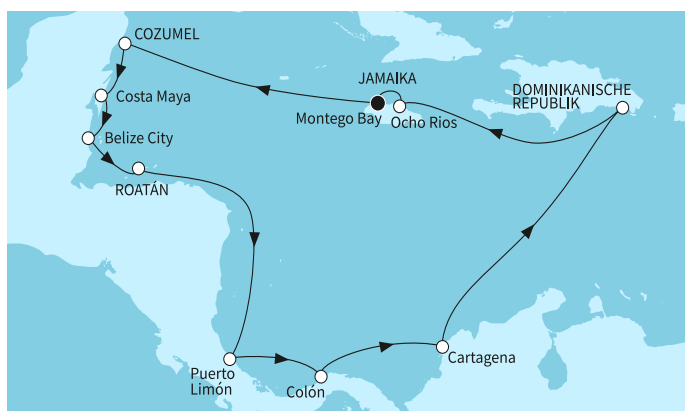 COZUMEL
JAMAIKA
DOMINIKANISCHE
REPUBLIK
Costa Maya
Montego Bay
Ocho Rios
Belize City
ROATÁN
Puerto
Limón
Colón
Cartagena